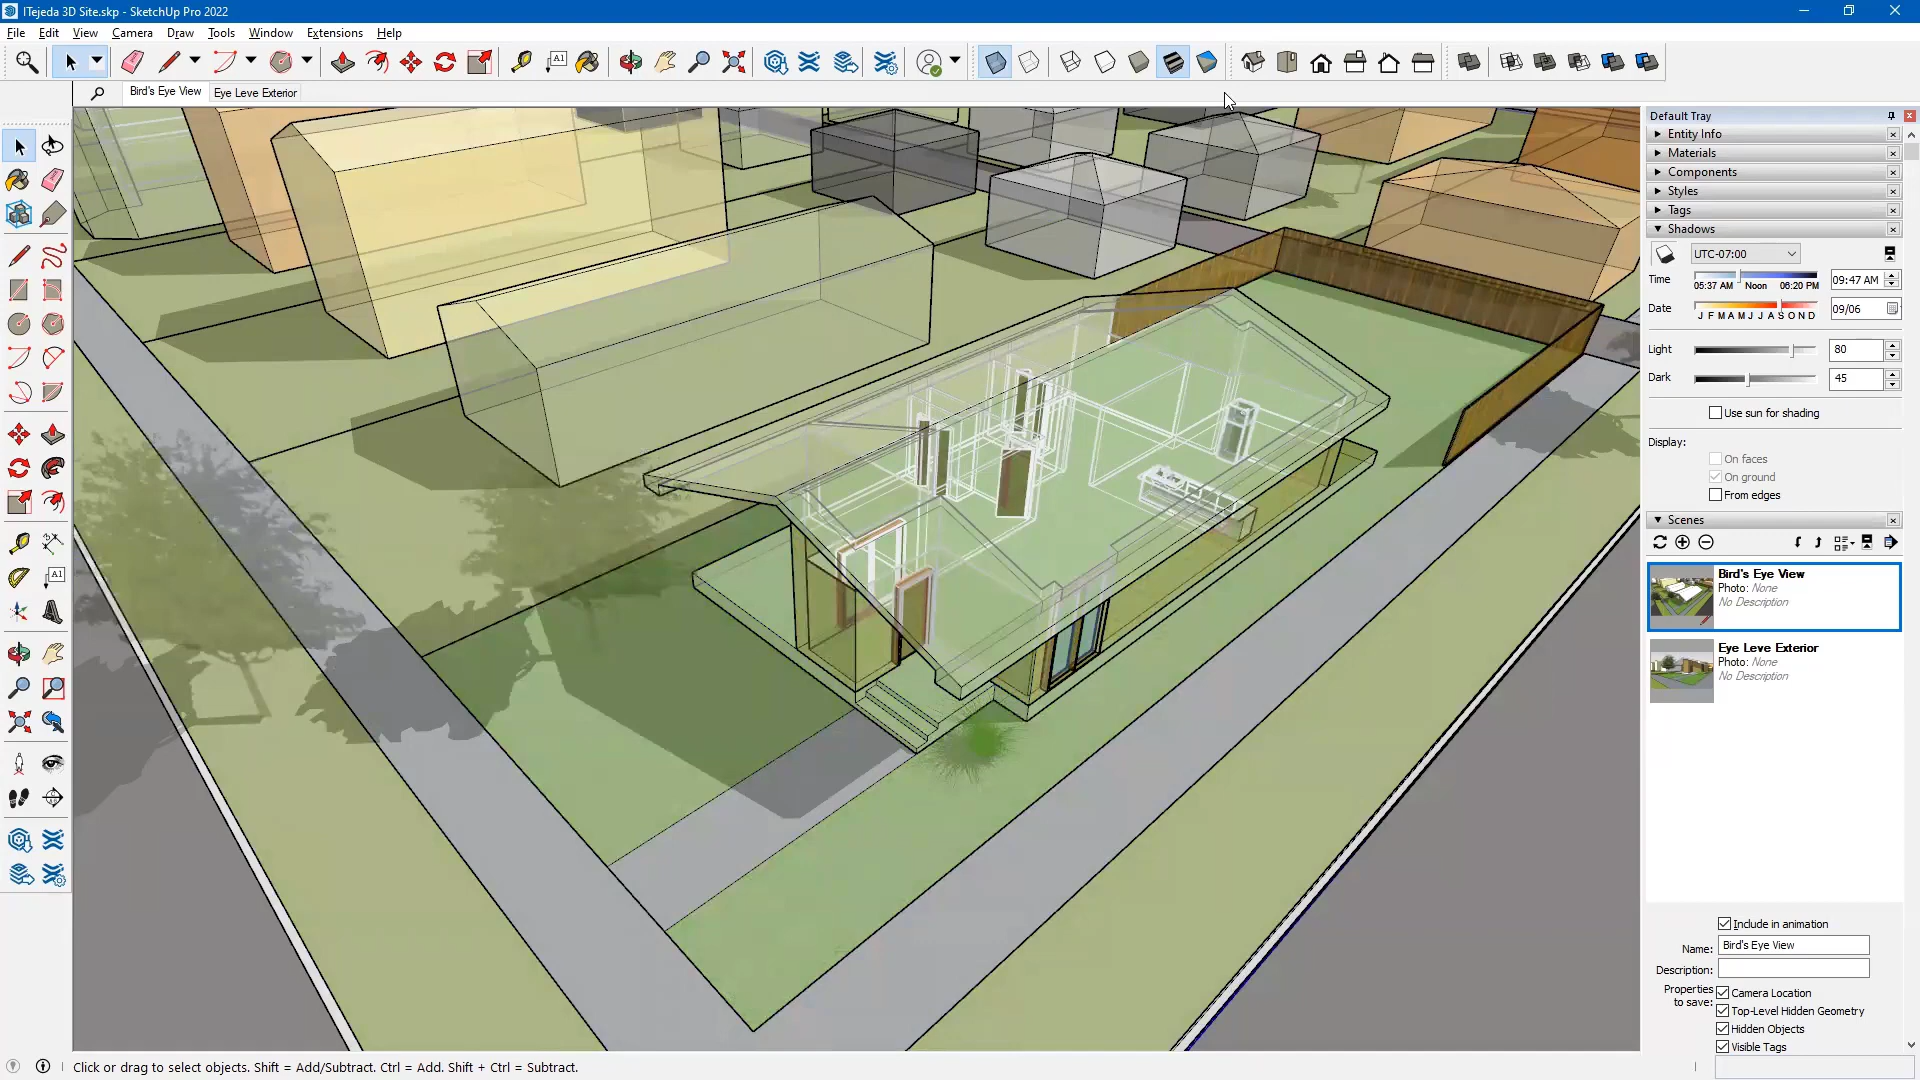 ITejeda 3D Site.skp - SketchUp Pro 2022
File Edit View Camera Draw Tools Window Extensions Help
A1
Bird's Eye View Eye Leve Exterior
Default Tray
Entity Info
Materials
Components
Styles
Tags
Shadows
UTC-07:00
Time 05:37 AM Noon 06:20 PM 09:47 AM
Date J F M A M J J A S O N D 09/06
Light 80
Dark 45
Use sun for shading
Display:
On faces
On ground
From edges
Scenes
A1
Bird's Eye View
Photo: None
No Description
Eye Leve Exterior
Photo: None
No Description
Include in animation
Name: Bird's Eye View
Description:
Properties to save:
Camera Location
Top-Level Hidden Geometry
Hidden Objects
Visible Tags
Click or drag to select objects. Shift = Add/Subtract. Ctrl = Add. Shift + Ctrl = Subtract.